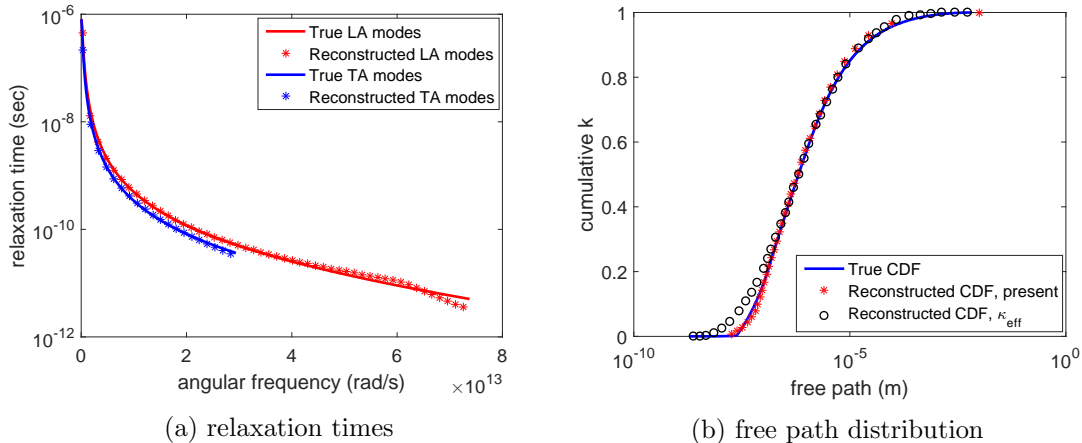 10^-6
10^-8
10^-10
10^-12
relaxation time (sec)
True LA modes
Reconstructed LA modes
True TA modes
Reconstructed TA modes
0
2
4
6
8
×10^13
angular frequency (rad/s)
(a) relaxation times
1
0.8
0.6
0.4
0.2
0
cumulative k
True CDF
Reconstructed CDF, present
Reconstructed CDF, κ_eff
10^-10
10^-5
10^0
free path (m)
(b) free path distribution